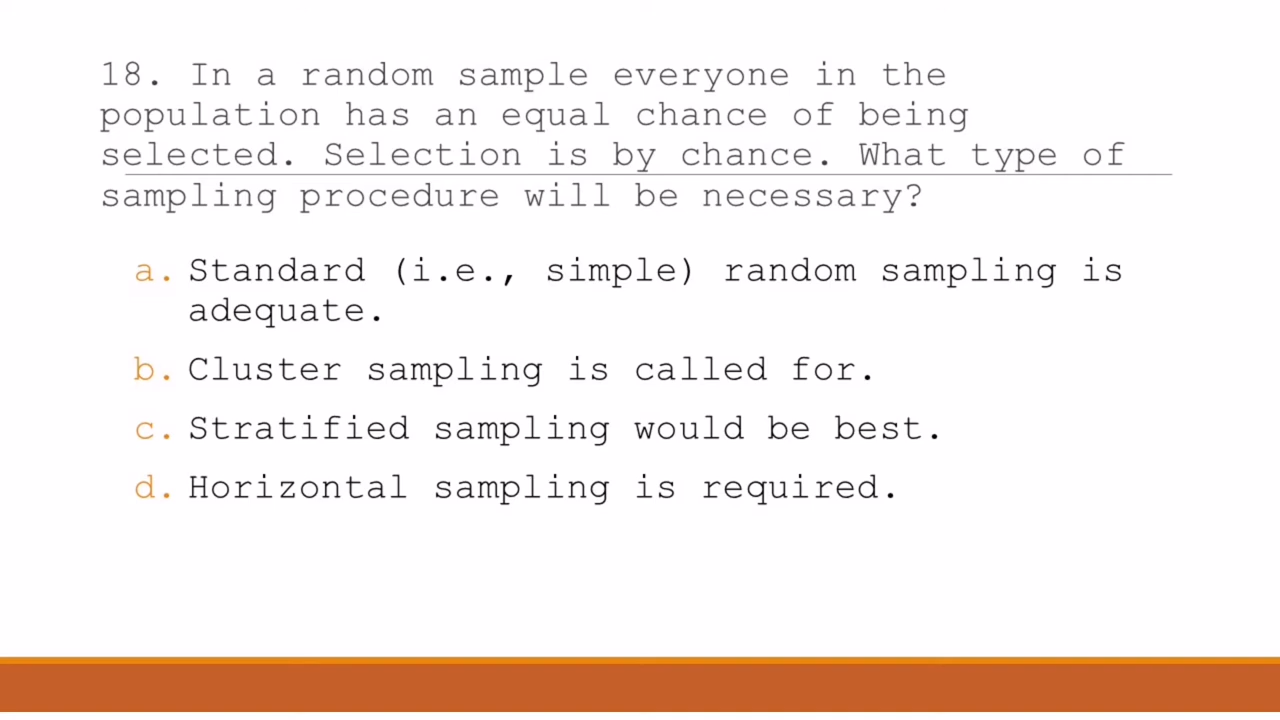 18. In a random sample everyone in the
population has an equal chance of being
selected. Selection is by chance. What type of
sampling procedure will be necessary?
a. Standard (i.e., simple) random sampling is
adequate.
b. Cluster sampling is called for.
c. Stratified sampling would be best.
d. Horizontal sampling is required.